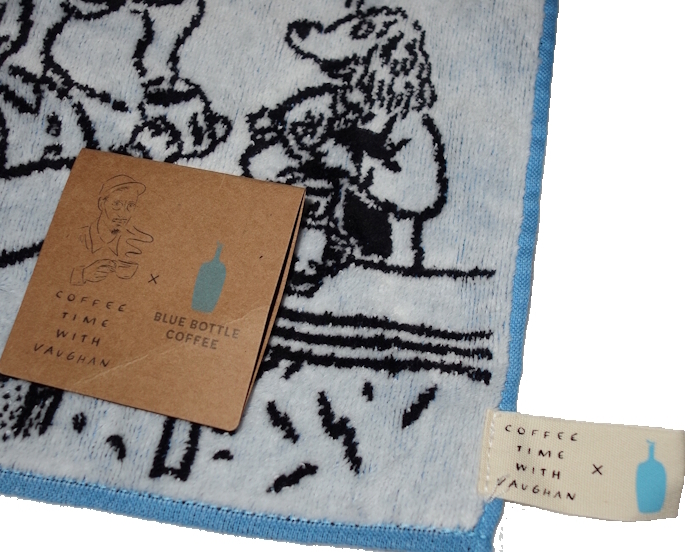 COFFEE
TIME
WITH
VAUGHAN
×
BLUE BOTTLE
COFFEE
COFFEE
TIME
WITH
VAUGHAN
×